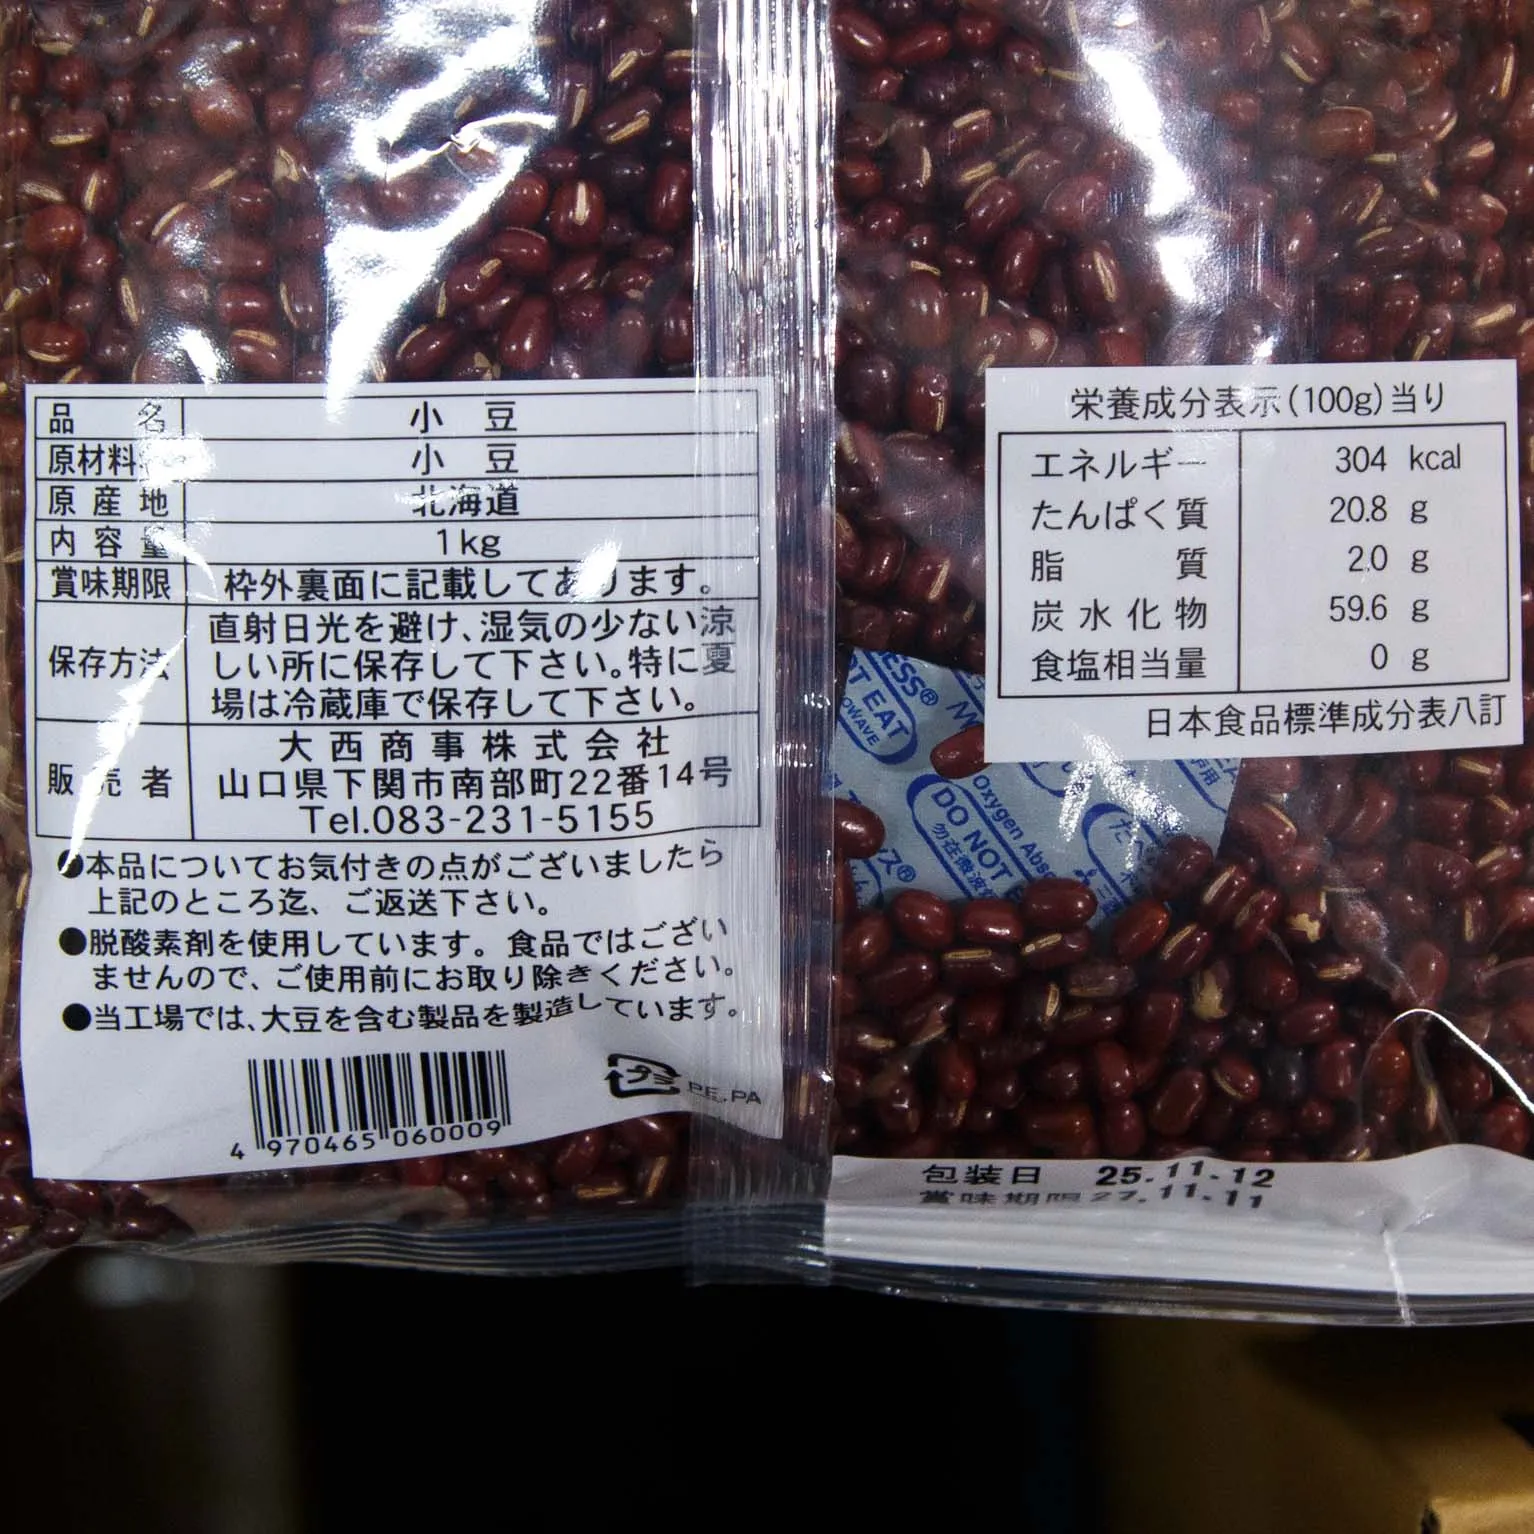 品名 小豆
原材料 小豆
原産地 北海道
内容量 1kg
賞味期限 枠外裏面に記載してあります。
保存方法 直射日光を避け、湿気の少ない涼
しい所に保存して下さい。特に夏
場は冷蔵庫で保存して下さい。
販売者 大西商事株式会社
山口県下関市南部町22番14号
Tel.083-231-5155
●本品についてお気付きの点がございましたら
上記のところ迄、ご返送下さい。
●脱酸素剤を使用しています。食品ではござい
ませんので、ご使用前にお取り除きください。
●当工場では、大豆を含む製品を製造しています。
4 970465 060009
プラ PE,PA
栄養成分表示(100g)当り
エネルギー 304 kcal
たんぱく質 20.8 g
脂質 2.0 g
炭水化物 59.6 g
食塩相当量 0 g
日本食品標準成分表八訂
ESS®
T EAT
OWAVE
Oxygen Abs
DO NOT E
勿在微波
ス®
包装日 25.11.12
賞味期限 27.11.11